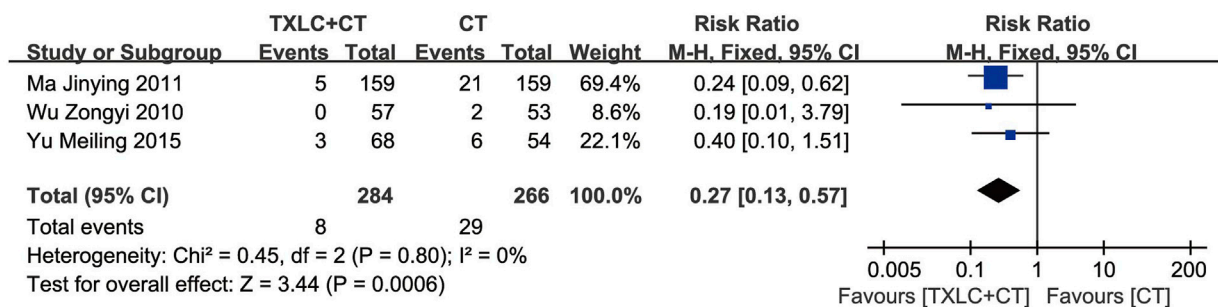 TXLC+CT CT Risk Ratio Risk Ratio
Study or Subgroup Events Total Events Total Weight M-H, Fixed, 95% CI M-H, Fixed, 95% CI
Ma Jinying 2011 5 159 21 159 69.4% 0.24 [0.09, 0.62]
Wu Zongyi 2010 0 57 2 53 8.6% 0.19 [0.01, 3.79]
Yu Meiling 2015 3 68 6 54 22.1% 0.40 [0.10, 1.51]
Total (95% CI) 284 266 100.0% 0.27 [0.13, 0.57]
Total events 8 29
Heterogeneity: Chi² = 0.45, df = 2 (P = 0.80); I² = 0%
Test for overall effect: Z = 3.44 (P = 0.0006)
0.005 0.1 1 10 200
Favours [TXLC+CT] Favours [CT]